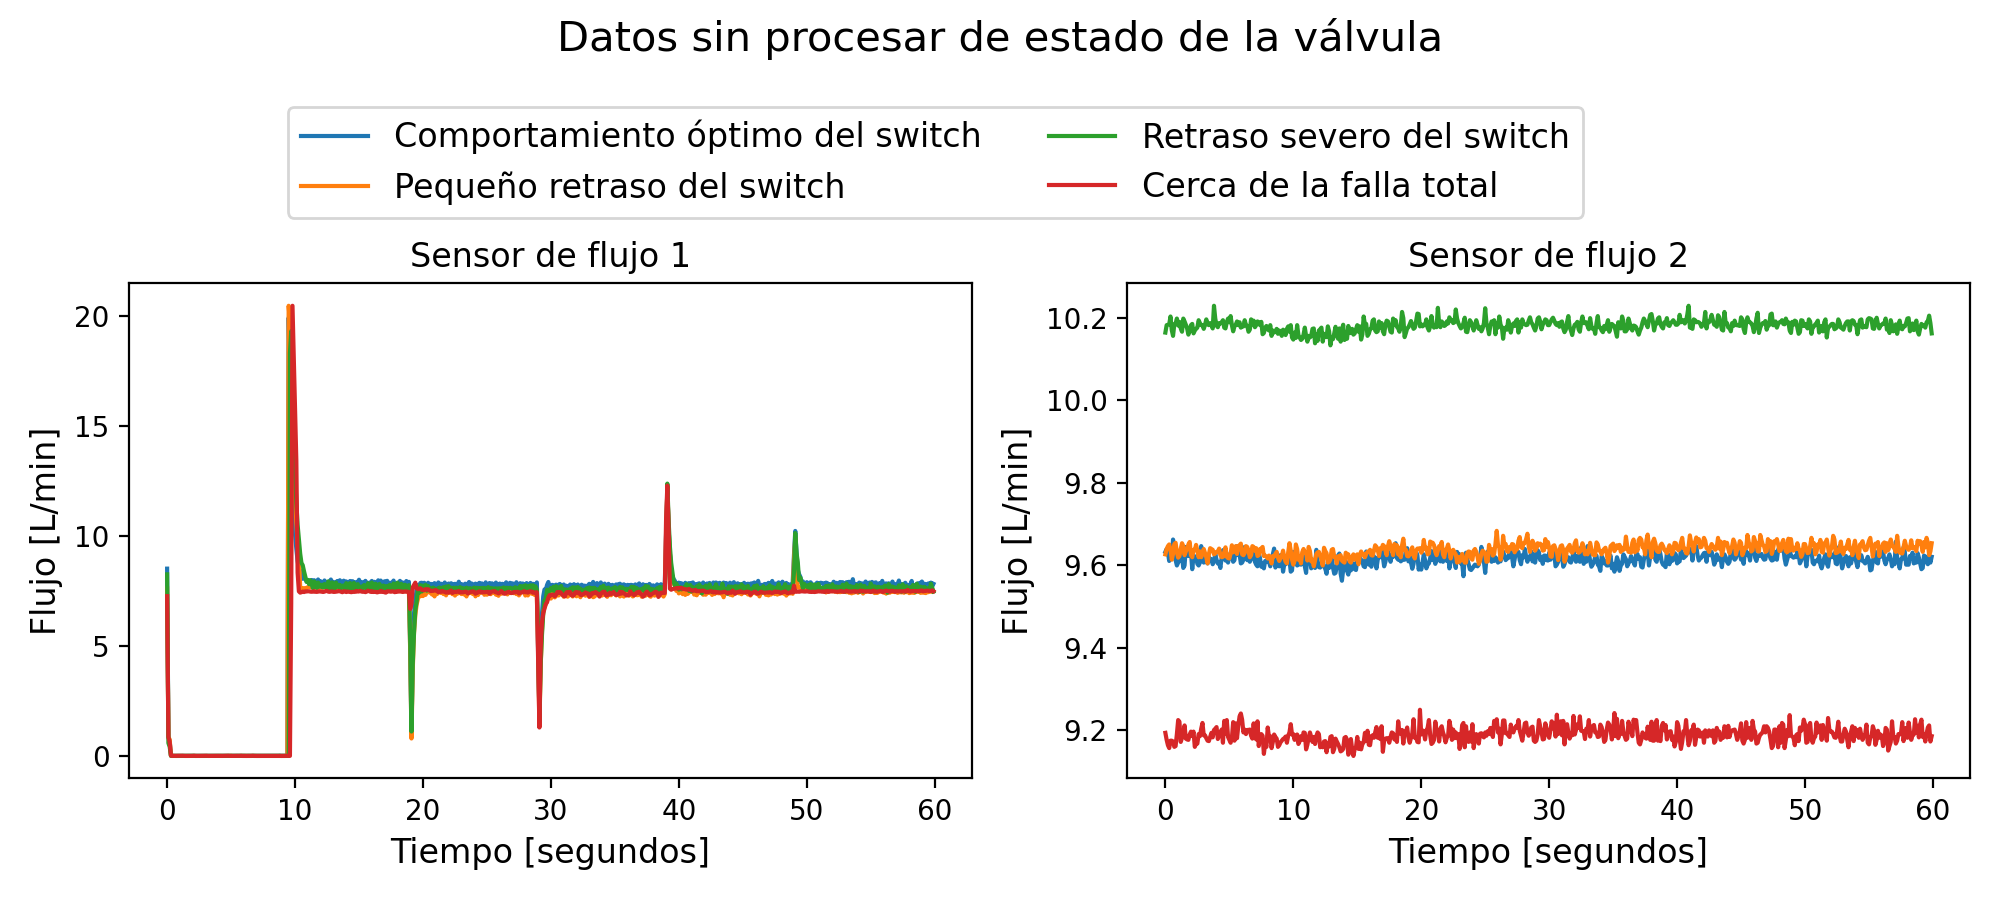 Datos sin procesar de estado de la válvula
Comportamiento óptimo del switch
Pequeño retraso del switch
Retraso severo del switch
Cerca de la falla total
Sensor de flujo 1
Flujo [L/min]
20
15
10
5
0
0 10 20 30 40 50 60
Tiempo [segundos]
Sensor de flujo 2
Flujo [L/min]
10.2
10.0
9.8
9.6
9.4
9.2
0 10 20 30 40 50 60
Tiempo [segundos]